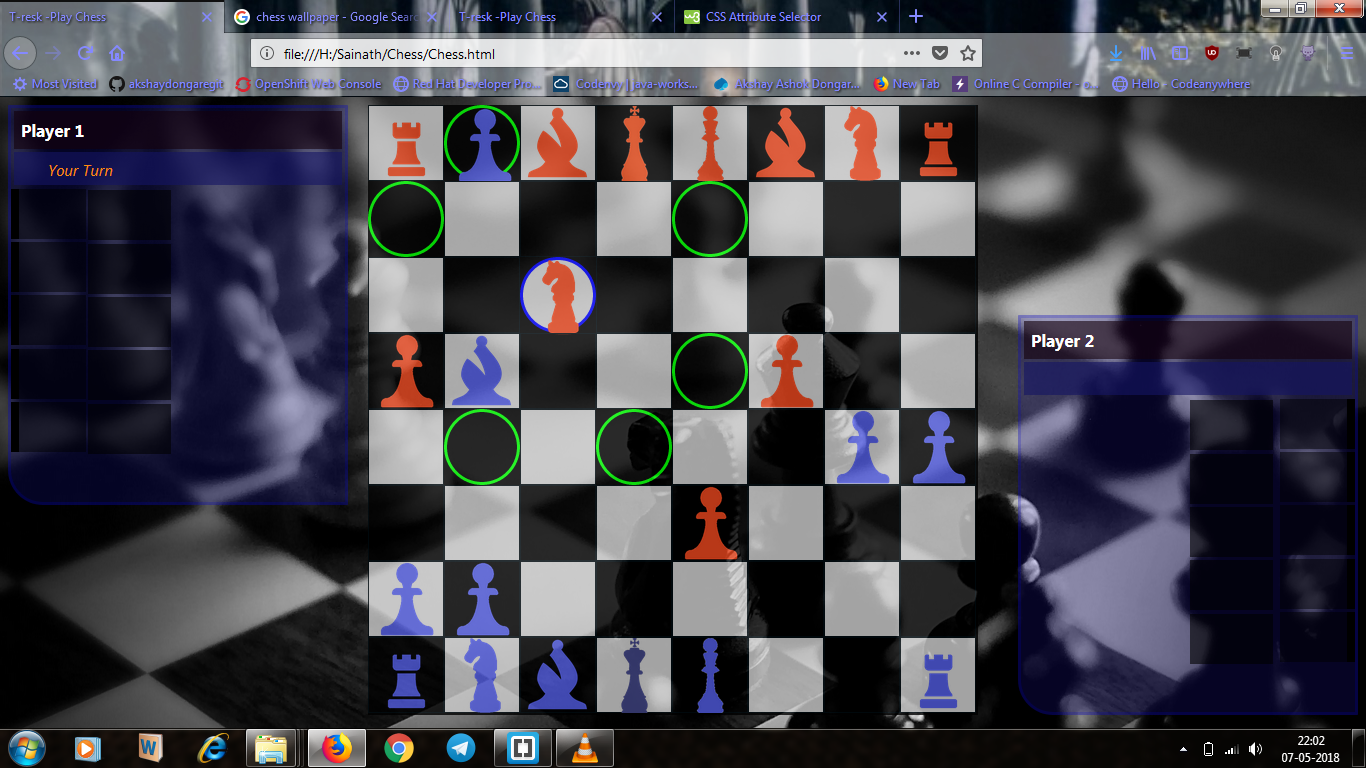 T-resk -Play Chess
chess wallpaper - Google Searc
T-resk -Play Chess
CSS Attribute Selector
file:///H:/Sainath/Chess/Chess.html
Most Visited
akshaydongaregit
OpenShift Web Console
Red Hat Developer Pro...
Codenvy | java-works...
Akshay Ashok Dongar...
New Tab
Online C Compiler - o...
Hello - Codeanywhere
Player 1
Your Turn
Player 2
22:02
07-05-2018